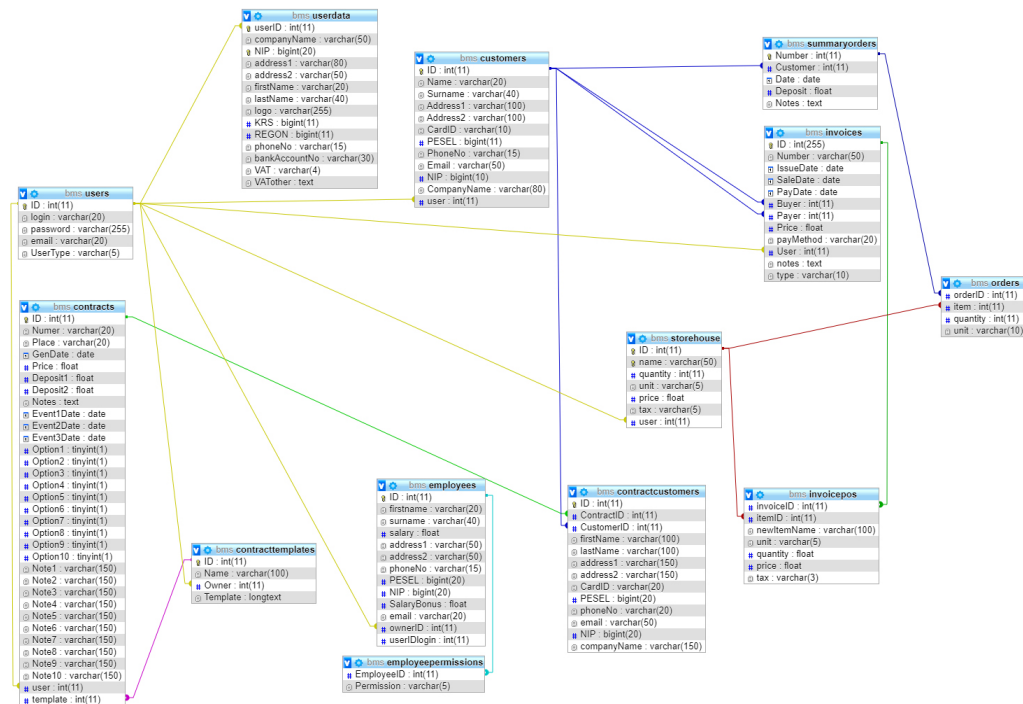 bms userdata
userID : int(11)
companyName : varchar(50)
NIP : bigint(20)
address1 : varchar(80)
address2 : varchar(50)
firstName : varchar(20)
lastName : varchar(40)
logo : varchar(255)
KRS : bigint(11)
REGON : bigint(11)
phoneNo : varchar(15)
bankAccountNo : varchar(30)
VAT : varchar(4)
VATother : text
bms customers
ID : int(11)
Name : varchar(20)
Surname : varchar(40)
Address1 : varchar(100)
Address2 : varchar(100)
CardID : varchar(10)
PESEL : bigint(11)
PhoneNo : varchar(15)
Email : varchar(50)
NIP : bigint(10)
CompanyName : varchar(80)
user : int(11)
bms summaryorders
Number : int(11)
Customer : int(11)
Date : date
Deposit : float
Notes : text
bms invoices
ID : int(255)
Number : varchar(50)
IssueDate : date
SaleDate : date
PayDate : date
Buyer : int(11)
Payer : int(11)
Price : float
payMethod : varchar(20)
User : int(11)
notes : text
type : varchar(10)
bms users
ID : int(11)
login : varchar(20)
password : varchar(255)
email : varchar(20)
UserType : varchar(5)
bms orders
orderID : int(11)
item : int(11)
quantity : int(11)
unit : varchar(10)
bms contracts
ID : int(11)
Numer : varchar(20)
Place : varchar(20)
GenDate : date
Price : float
Deposit1 : float
Deposit2 : float
Notes : text
Event1Date : date
Event2Date : date
Event3Date : date
Option1 : tinyint(1)
Option2 : tinyint(1)
Option3 : tinyint(1)
Option4 : tinyint(1)
Option5 : tinyint(1)
Option6 : tinyint(1)
Option7 : tinyint(1)
Option8 : tinyint(1)
Option9 : tinyint(1)
Option10 : tinyint(1)
Note1 : varchar(150)
Note2 : varchar(150)
Note3 : varchar(150)
Note4 : varchar(150)
Note5 : varchar(150)
Note6 : varchar(150)
Note7 : varchar(150)
Note8 : varchar(150)
Note9 : varchar(150)
Note10 : varchar(150)
user : int(11)
template : int(11)
bms storehouse
ID : int(11)
name : varchar(50)
quantity : int(11)
unit : varchar(5)
price : float
tax : varchar(5)
user : int(11)
bms employees
ID : int(11)
firstname : varchar(20)
surname : varchar(40)
salary : float
address1 : varchar(50)
address2 : varchar(50)
phoneNo : varchar(15)
PESEL : bigint(20)
NIP : bigint(20)
SalaryBonus : float
email : varchar(20)
ownerID : int(11)
userIDlogin : int(11)
bms contractcustomers
ID : int(11)
ContractID : int(11)
CustomerID : int(11)
firstName : varchar(100)
lastName : varchar(100)
address1 : varchar(150)
address2 : varchar(150)
CardID : varchar(20)
PESEL : bigint(20)
phoneNo : varchar(20)
email : varchar(50)
NIP : bigint(20)
companyName : varchar(150)
bms invoicepos
invoiceID : int(11)
itemID : int(11)
newItemName : varchar(100)
unit : varchar(5)
quantity : float
price : float
tax : varchar(3)
bms contracttemplates
ID : int(11)
Name : varchar(100)
Owner : int(11)
Template : longtext
bms employeepermissions
EmployeeID : int(11)
Permission : varchar(5)